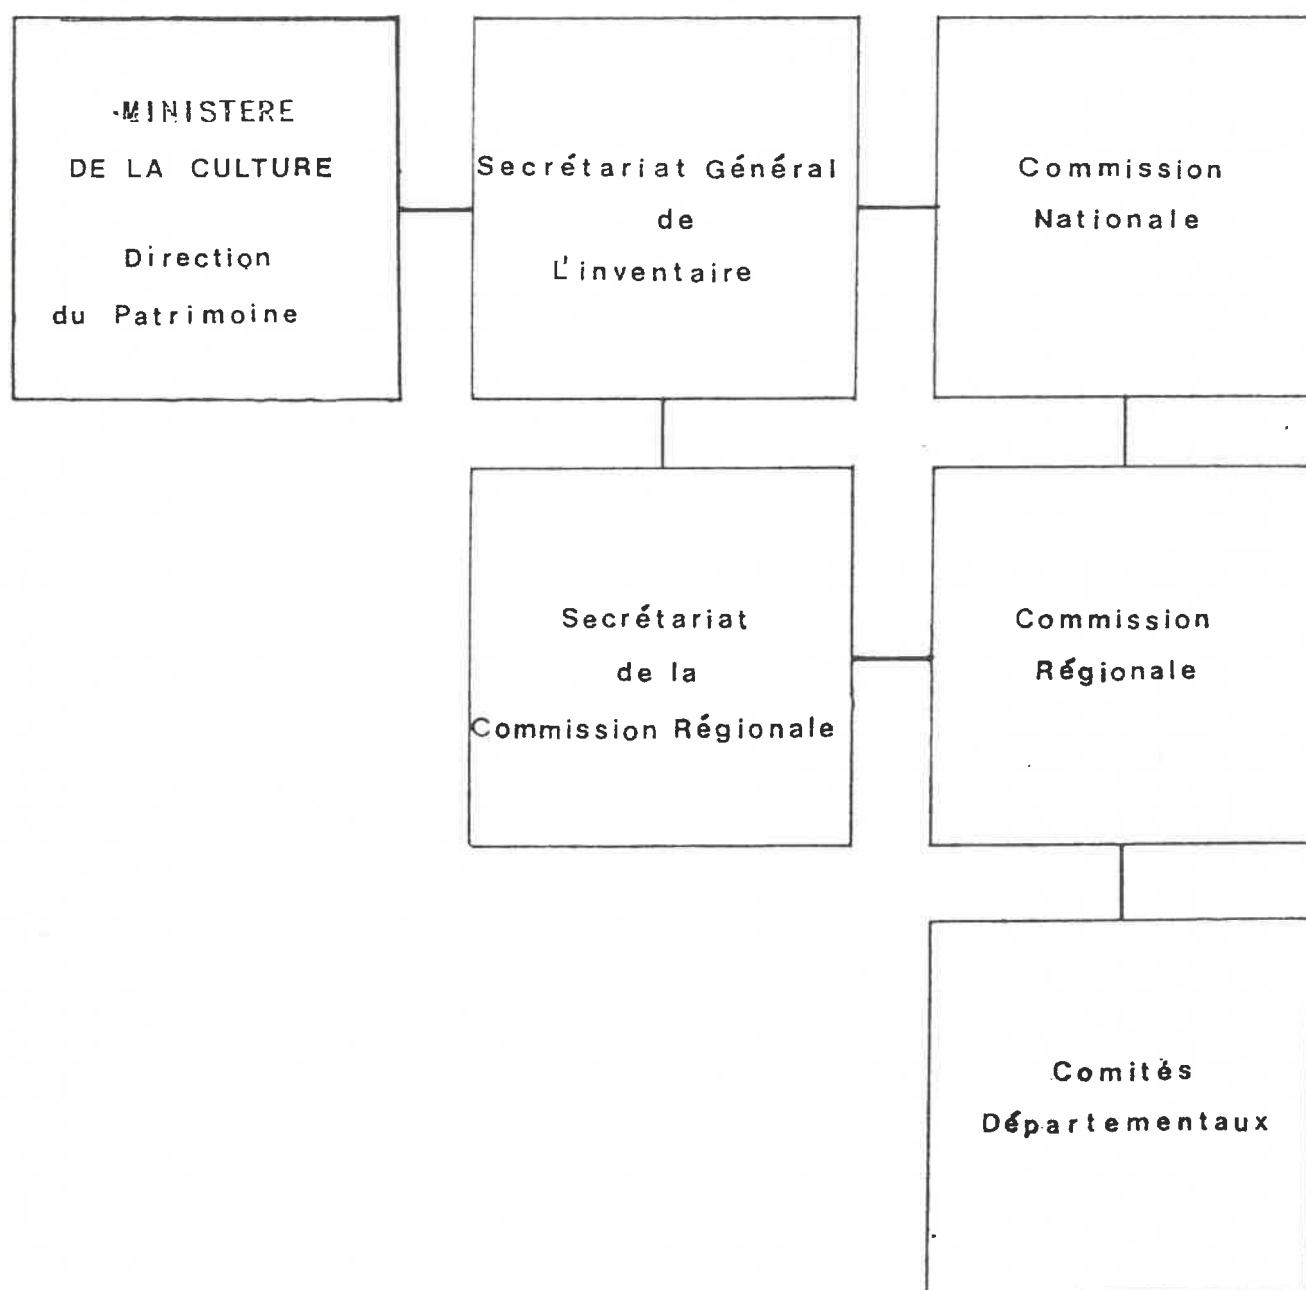 MINISTERE
DE LA CULTURE
Direction
du Patrimoine
Secrétariat Général
de
L'inventaire
Commission
Nationale
Secrétariat
de la
Commission Régionale
Commission
Régionale
Comités
Départementaux